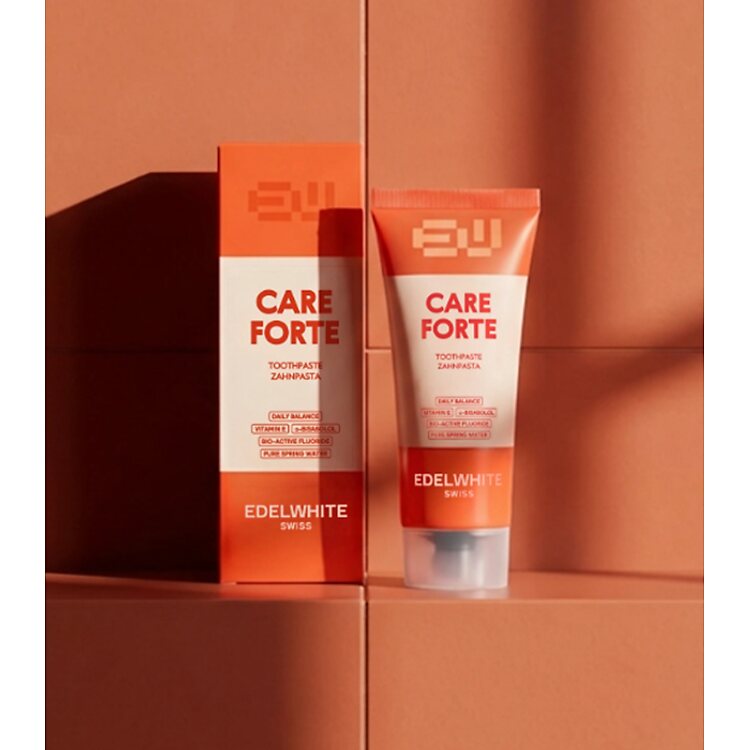 EW
CARE
FORTE
TOOTHPASTE
ZAHNPASTA
DAILY BALANCE
VITAMIN E α-BISABOLOL
BIO-ACTIVE FLUORIDE
PURE SPRING WATER
EDELWHITE
SWISS
EW
CARE
FORTE
TOOTHPASTE
ZAHNPASTA
DAILY BALANCE
VITAMIN E α-BISABOLOL
BIO-ACTIVE FLUORIDE
PURE SPRING WATER
EDELWHITE
SWISS